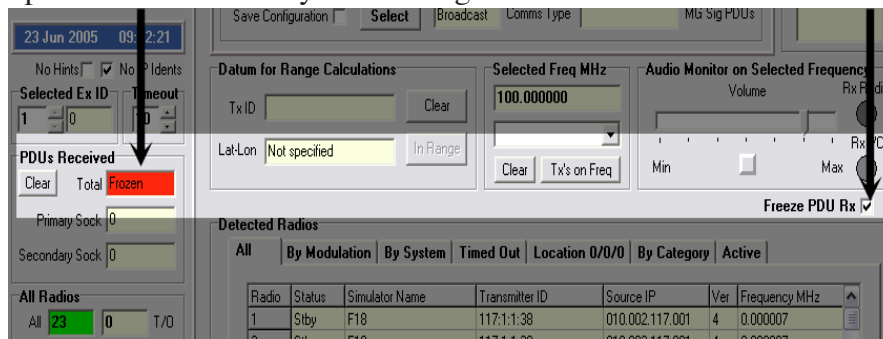 Save Configuration Select Broadcast Comms Type MG Sig PDUs
23 Jun 2005 09: 2:21
No Hints No P Idents
Selected Ex ID Timeout
1 0 10
Datum for Range Calculations
Tx ID Clear
Lat-Lon Not specified In Range
Selected Freq MHz
100.000000
Clear Tx's on Freq
Audio Monitor on Selected Frequency
Volume
Min Max
PDUs Received
Clear Total Frozen
Primary Sock 0
Secondary Sock 0
Freeze PDU Rx
Detected Radios
All By Modulation By System Timed Out Location 0/0/0 By Category Active
Radio Status Simulator Name Transmitter ID Source IP Ver Frequency MHz
1 Stby F18 117:1:1:38 010.002.117.001 4 0.000007
All Radios
All 23 0 T/O